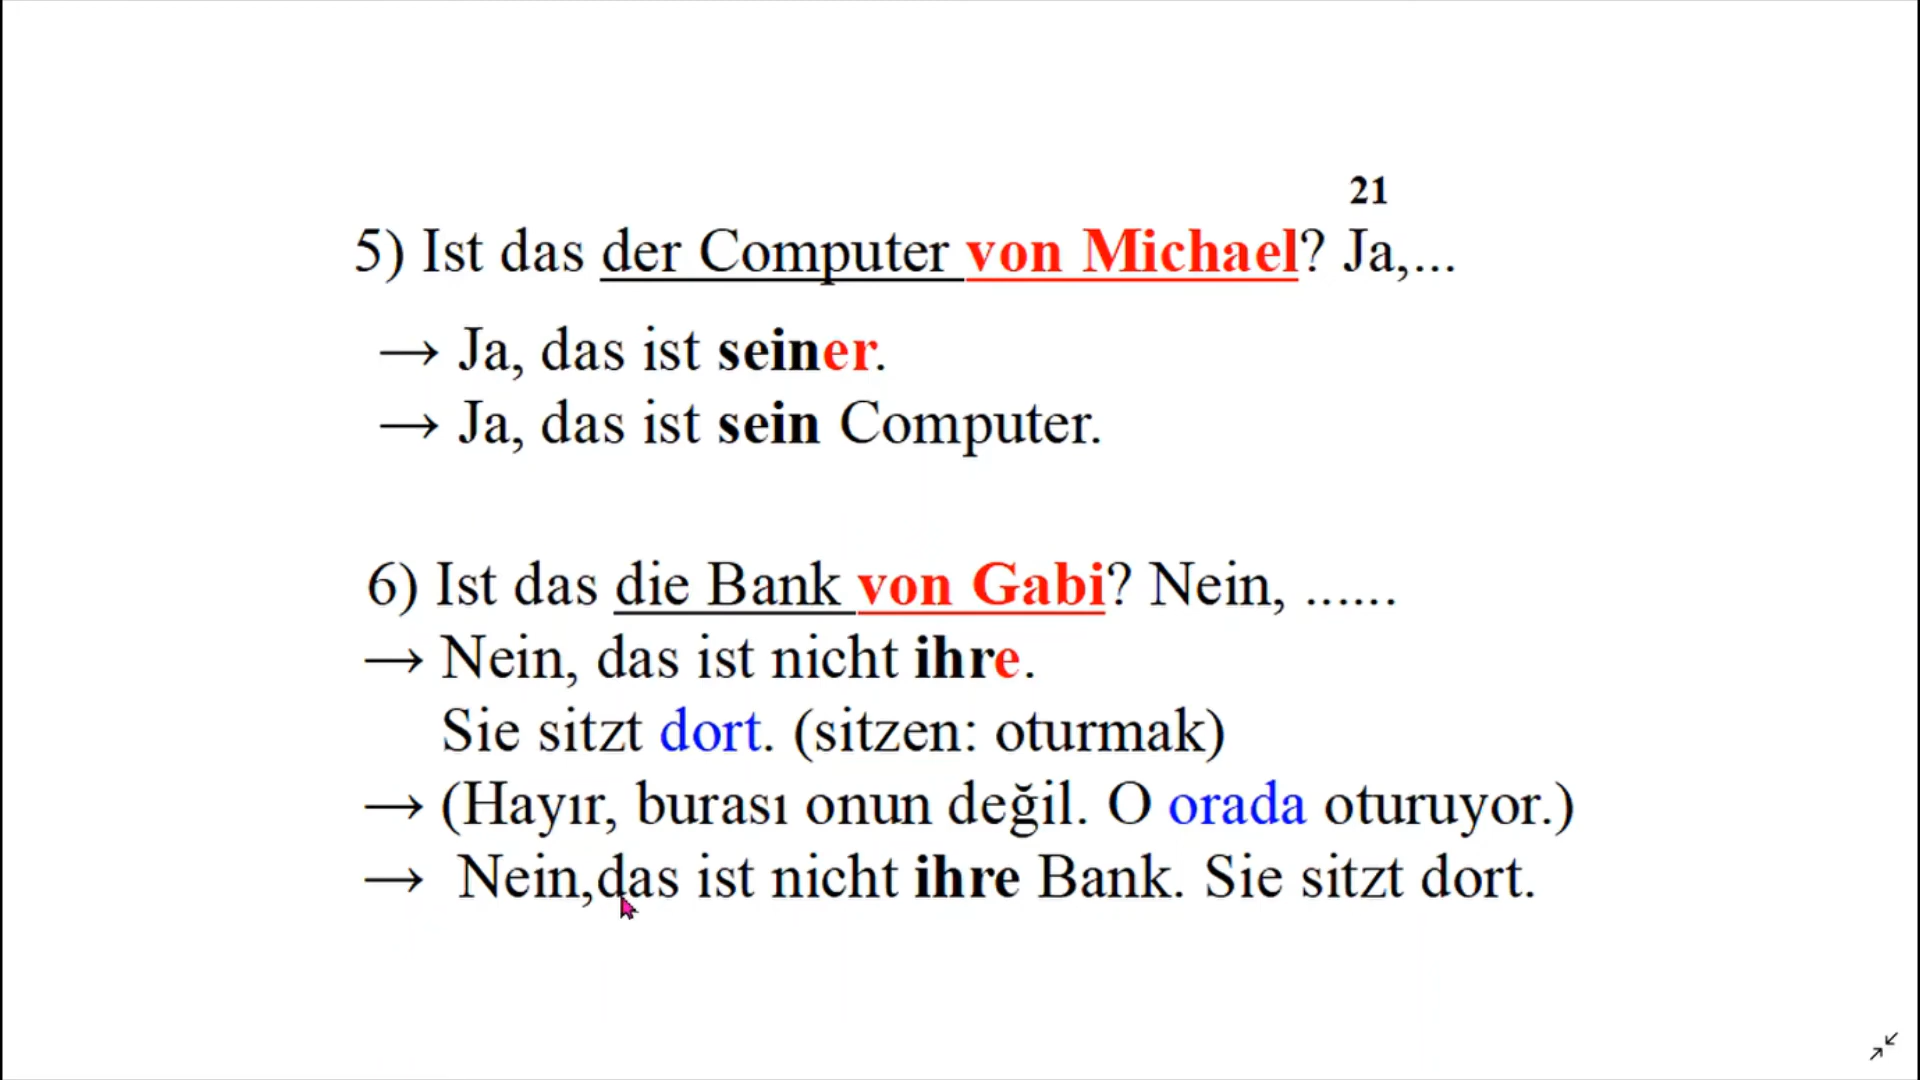 21
5) Ist das der Computer von Michael? Ja,...
→ Ja, das ist seiner.
→ Ja, das ist sein Computer.
6) Ist das die Bank von Gabi? Nein, ......
→ Nein, das ist nicht ihre.
Sie sitzt dort. (sitzen: oturmak)
→ (Hayır, burası onun değil. O orada oturuyor.)
→ Nein,das ist nicht ihre Bank. Sie sitzt dort.